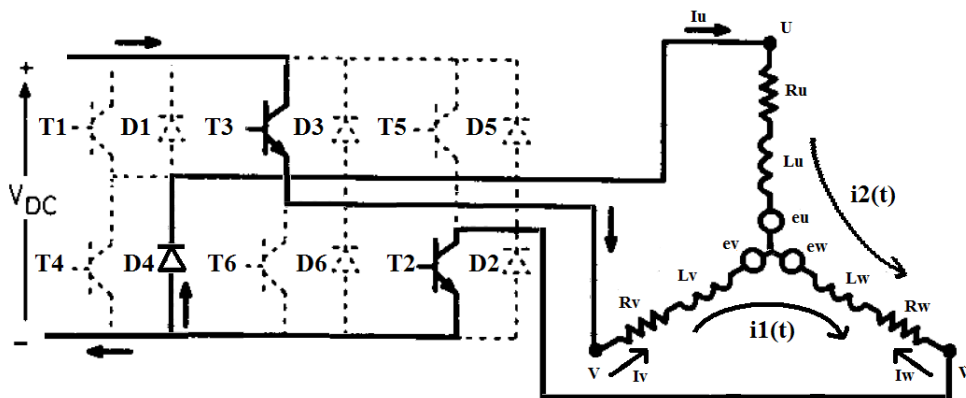 Iu
U
+
Ru
T1
D1
T3
D3
T5
D5
VDC
Lu
i2(t)
eu
ev
ew
T4
D4
T6
D6
T2
D2
Lv
Lw
Rv
Rw
i1(t)
-
V
Iv
Iw